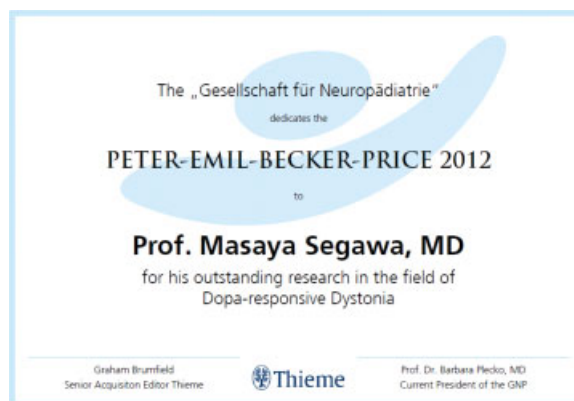 The „Gesellschaft für Neuropädiatrie“
dedicates the
PETER-EMIL-BECKER-PRICE 2012
to
Prof. Masaya Segawa, MD
for his outstanding research in the field of
Dopa-responsive Dystonia
Graham Brumfield
Senior Acquisiton Editor Thieme
Thieme
Prof. Dr. Barbara Plecko, MD
Current President of the GNP